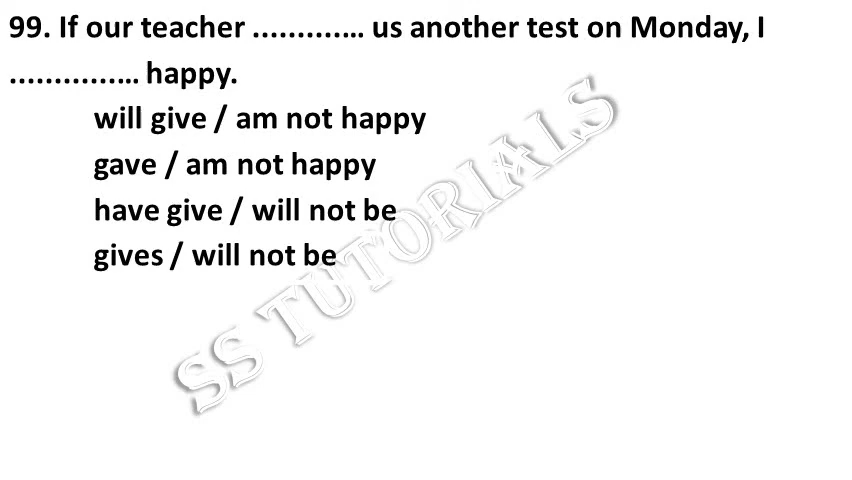 99. If our teacher ................ us another test on Monday, I
.................. happy.
will give / am not happy
gave / am not happy
have give / will not be
gives / will not be
SS TUTORIALS